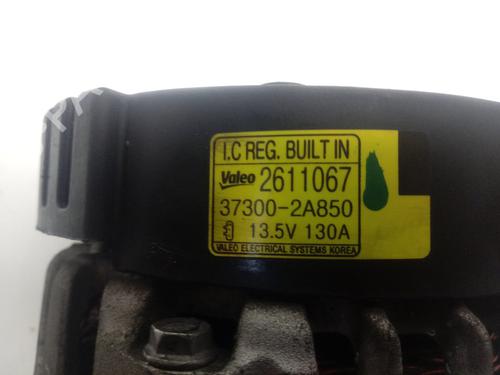 I.C REG. BUILT IN
Valeo 2611067
37300-2A850
13.5V 130A
VALEO ELECTRICAL SYSTEMS KOREA